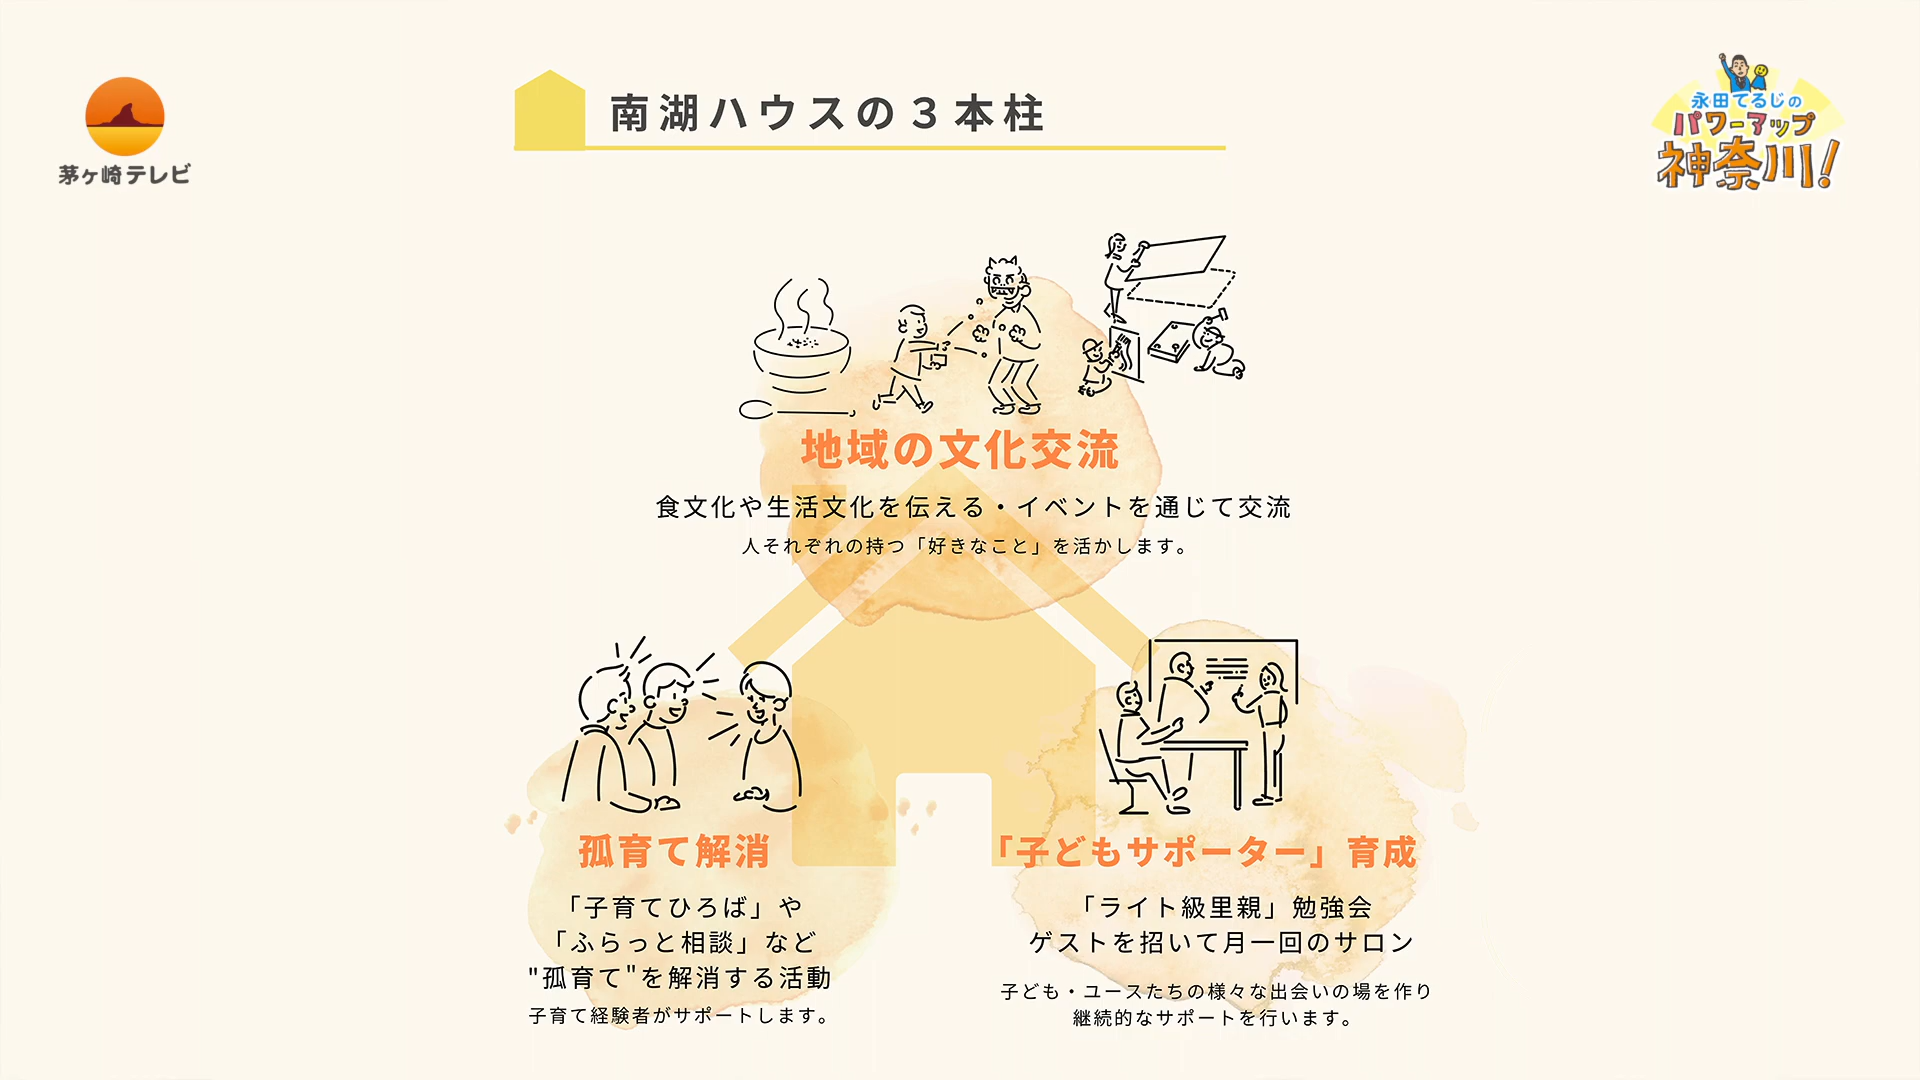 茅ヶ崎テレビ
南湖ハウスの３本柱
永田てるじの
パワーアップ
神奈川!
地域の文化交流
食文化や生活文化を伝える・イベントを通じて交流
人それぞれの持つ「好きなこと」を活かします。
孤育て解消
「子育てひろば」や
「ふらっと相談」など
"孤育て"を解消する活動
子育て経験者がサポートします。
「子どもサポーター」育成
「ライト級里親」勉強会
ゲストを招いて月一回のサロン
子ども・ユースたちの様々な出会いの場を作り
継続的なサポートを行います。